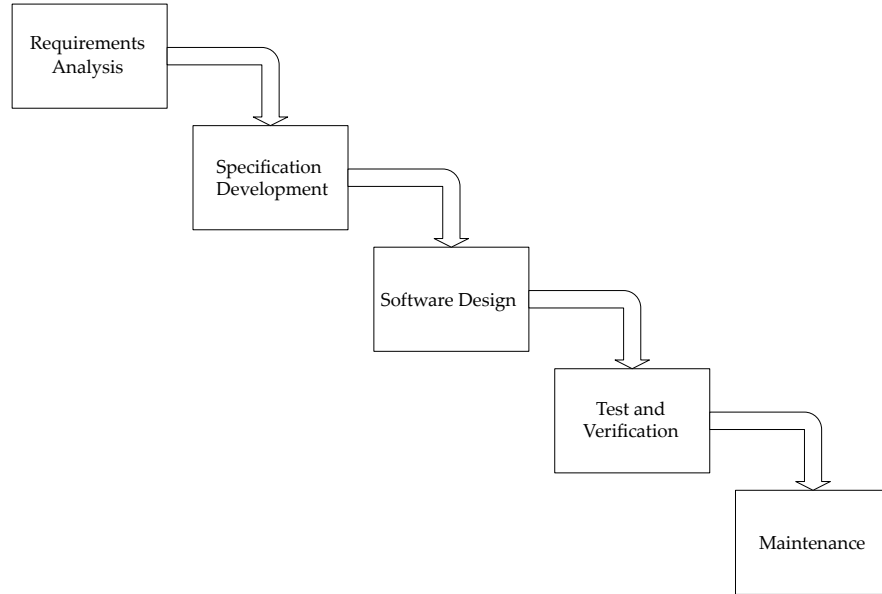 Requirements
Analysis
Specification
Development
Software Design
Test and
Verification
Maintenance